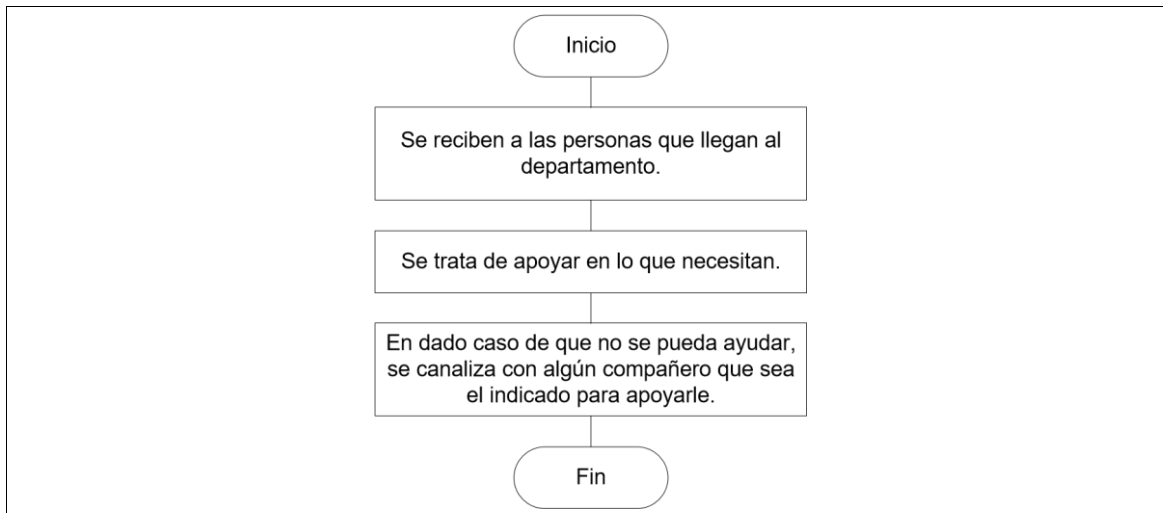 Inicio
Se reciben a las personas que llegan al
departamento.
Se trata de apoyar en lo que necesitan.
En dado caso de que no se pueda ayudar,
se canaliza con algún compañero que sea
el indicado para apoyarle.
Fin